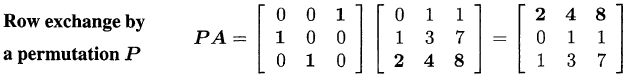 Row exchange by
a permutation P
PA = [ 0 0 1 ] [ 0 1 1 ] = [ 2 4 8 ]
[ 1 0 0 ] [ 1 3 7 ] [ 0 1 1 ]
[ 0 1 0 ] [ 2 4 8 ] [ 1 3 7 ]